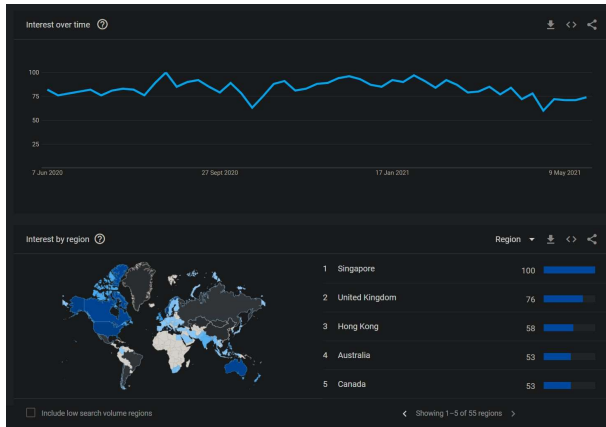 Interest over time
100
75
50
25
7 Jun 2020 27 Sept 2020 17 Jan 2021 9 May 2021
Interest by region Region
1 Singapore 100
2 United Kingdom 76
3 Hong Kong 58
4 Australia 53
5 Canada 53
Include low search volume regions Showing 1–5 of 55 regions